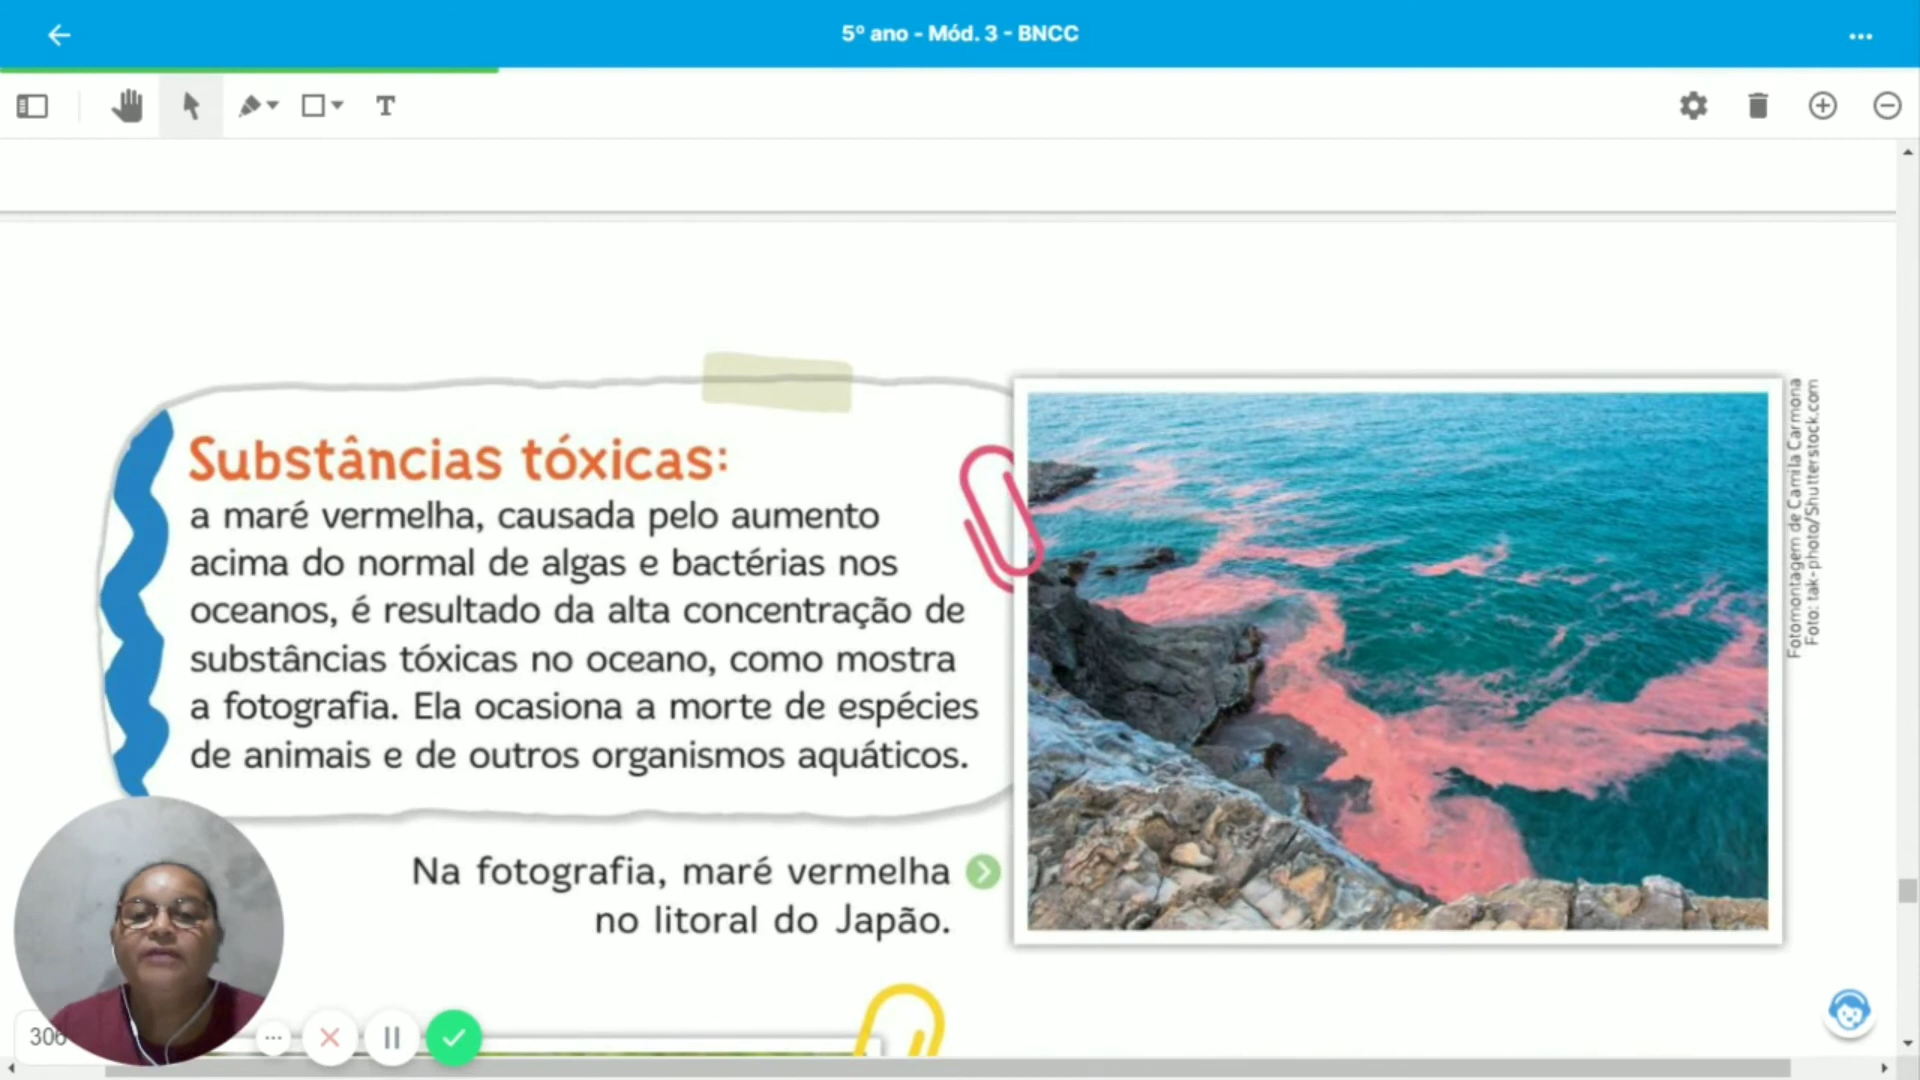 5º ano - Mód. 3 - BNCC
T
Substâncias tóxicas:
a maré vermelha, causada pelo aumento
acima do normal de algas e bactérias nos
oceanos, é resultado da alta concentração de
substâncias tóxicas no oceano, como mostra
a fotografia. Ela ocasiona a morte de espécies
de animais e de outros organismos aquáticos.
Fotomontagem de Camila Carmona
Foto: tak-photo/Shutterstock.com
Na fotografia, maré vermelha
no litoral do Japão.
306